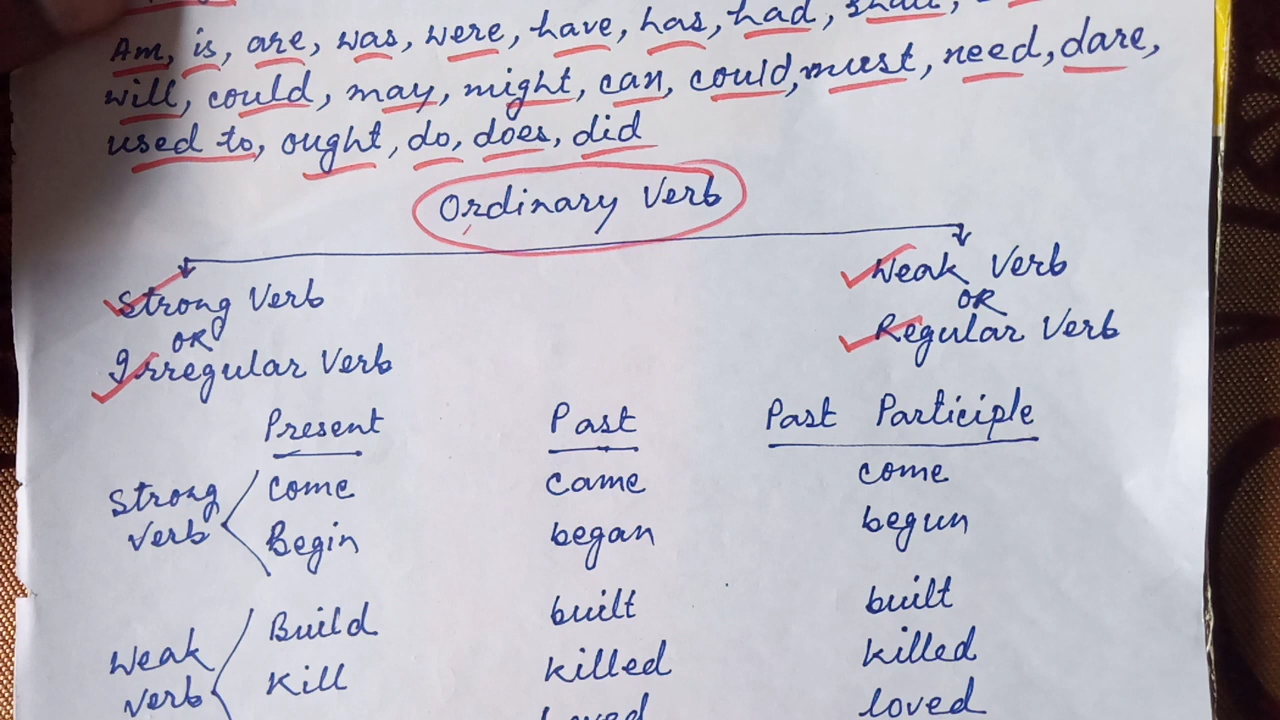 Am, is, are, was, were, have, has, had, shall,
will, could, may, might, can, could, must, need, dare,
used to, ought, do, does, did
Ordinary Verb
Strong Verb
OR
Irregular Verb
Weak Verb
OR
Regular Verb
Present Past Past Participle
Strong Verb
Come came come
Begin began begun
Weak Verb
Build built built
Kill killed killed
loved loved